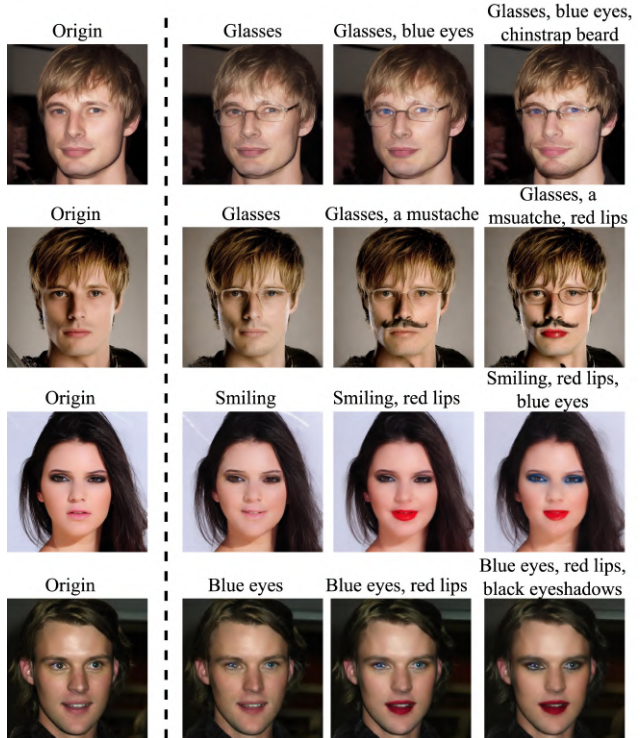 Origin
Glasses
Glasses, blue eyes
Glasses, blue eyes,
chinstrap beard
Origin
Glasses
Glasses, a mustache
Glasses, a
msuatche, red lips
Origin
Smiling
Smiling, red lips
Smiling, red lips,
blue eyes
Origin
Blue eyes
Blue eyes, red lips
Blue eyes, red lips,
black eyeshadows